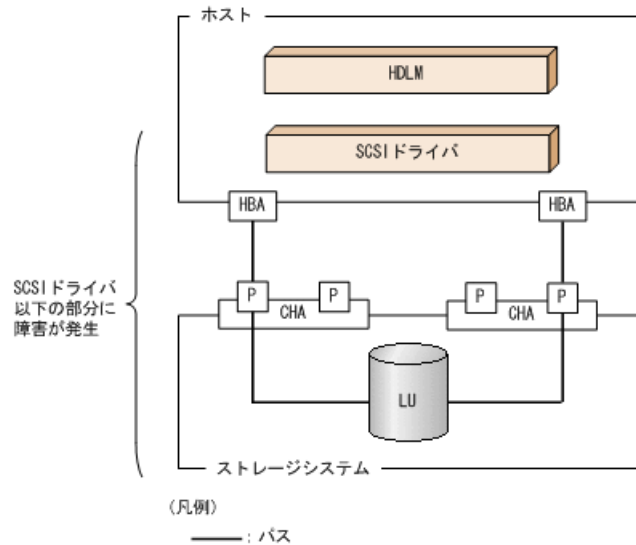 ホスト
HDLM
SCSIドライバ
HBA
HBA
SCSIドライバ
以下の部分に
障害が発生
P
P
P
P
CHA
CHA
LU
ストレージシステム
(凡例)
: パス